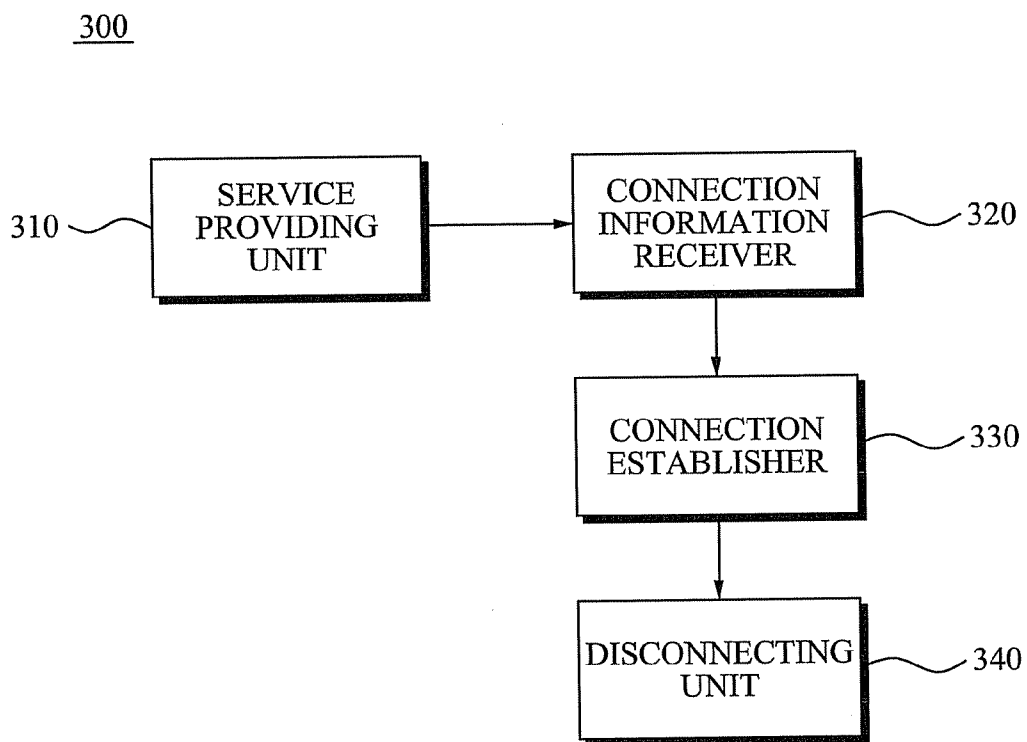 300
310
SERVICE
PROVIDING
UNIT
CONNECTION
INFORMATION
RECEIVER
320
CONNECTION
ESTABLISHER
330
DISCONNECTING
UNIT
340